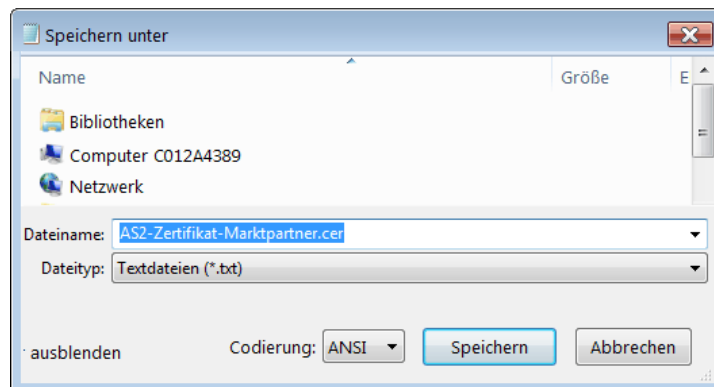 Speichern unter
Name Größe E
Bibliotheken
Computer C012A4389
Netzwerk
Dateiname: AS2-Zertifikat-Marktpartner.cer
Dateityp: Textdateien (*.txt)
ausblenden Codierung: ANSI Speichern Abbrechen